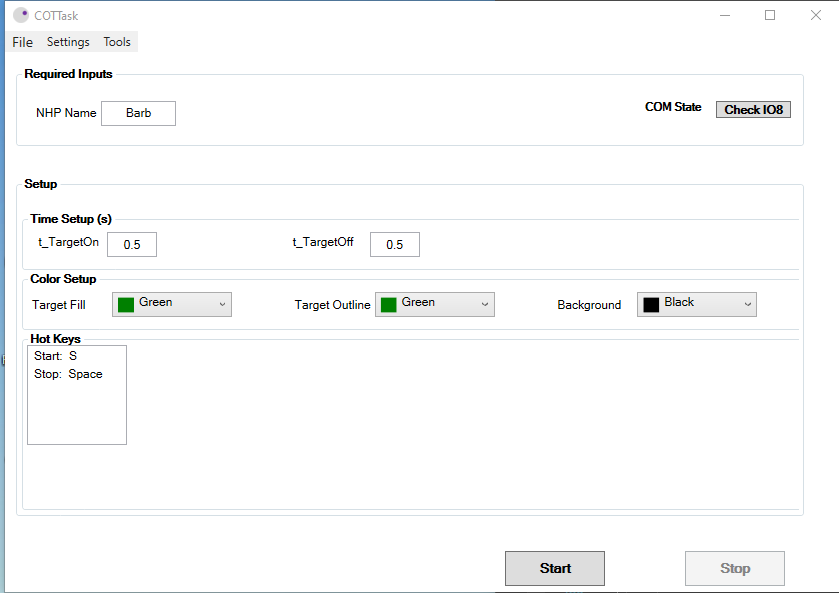 COTTask
File Settings Tools
Required Inputs
NHP Name Barb
COM State Check IO8
Setup
Time Setup (s)
t_TargetOn 0.5 t_TargetOff 0.5
Color Setup
Target Fill Green Target Outline Green Background Black
Hot Keys
Start: S
Stop: Space
Start Stop